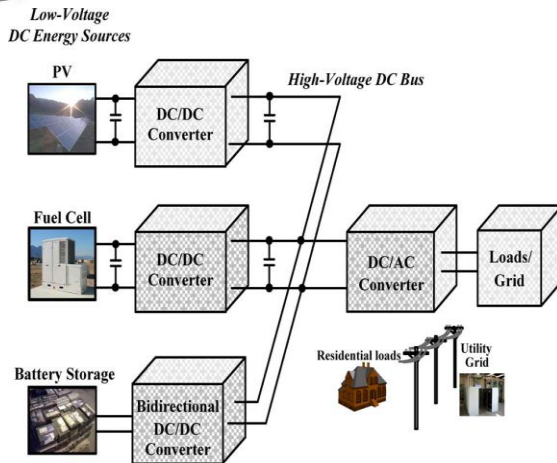 Low-Voltage
DC Energy Sources
PV
DC/DC
Converter
High-Voltage DC Bus
Fuel Cell
DC/DC
Converter
DC/AC
Converter
Loads/
Grid
Battery Storage
Bidirectional
DC/DC
Converter
Residential loads
Utility
Grid